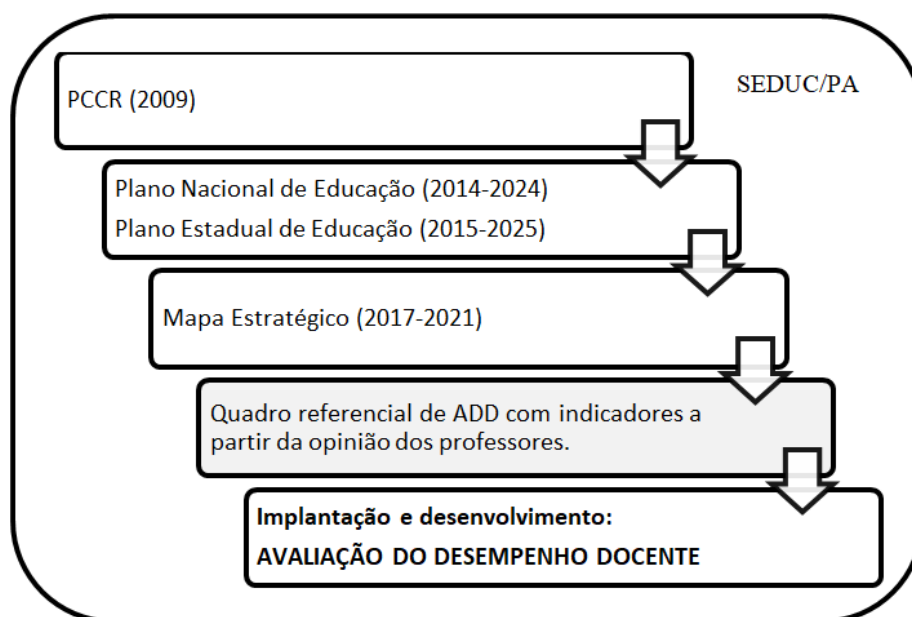 SEDUC/PA
PCCR (2009)
Plano Nacional de Educação (2014-2024)
Plano Estadual de Educação (2015-2025)
Mapa Estratégico (2017-2021)
Quadro referencial de ADD com indicadores a
partir da opinião dos professores.
Implantação e desenvolvimento:
AVALIAÇÃO DO DESEMPENHO DOCENTE